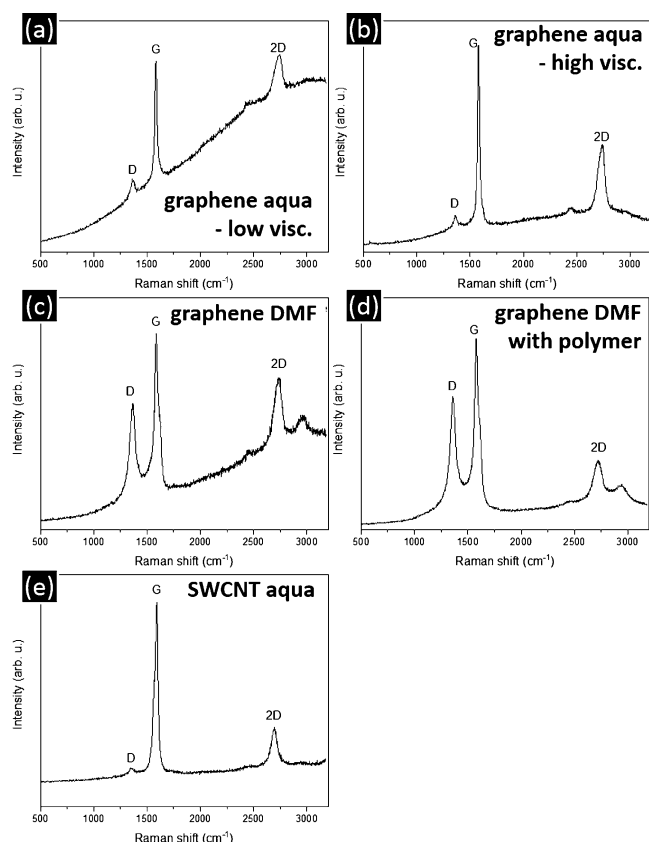 (a)
G
2D
D
graphene aqua
- low visc.
Intensity (arb. u.)
500 1000 1500 2000 2500 3000
Raman shift (cm-1)
(b)
graphene aqua
- high visc.
G
2D
D
Intensity (arb. u.)
500 1000 1500 2000 2500 3000
Raman shift (cm-1)
(c)
graphene DMF
G
D
2D
Intensity (arb. u.)
500 1000 1500 2000 2500 3000
Raman shift (cm-1)
(d)
graphene DMF
with polymer
G
D
2D
Intensity (arb. u.)
500 1000 1500 2000 2500 3000
Raman shift (cm-1)
(e)
SWCNT aqua
G
2D
D
Intensity (arb. u.)
500 1000 1500 2000 2500 3000
Raman shift (cm-1)